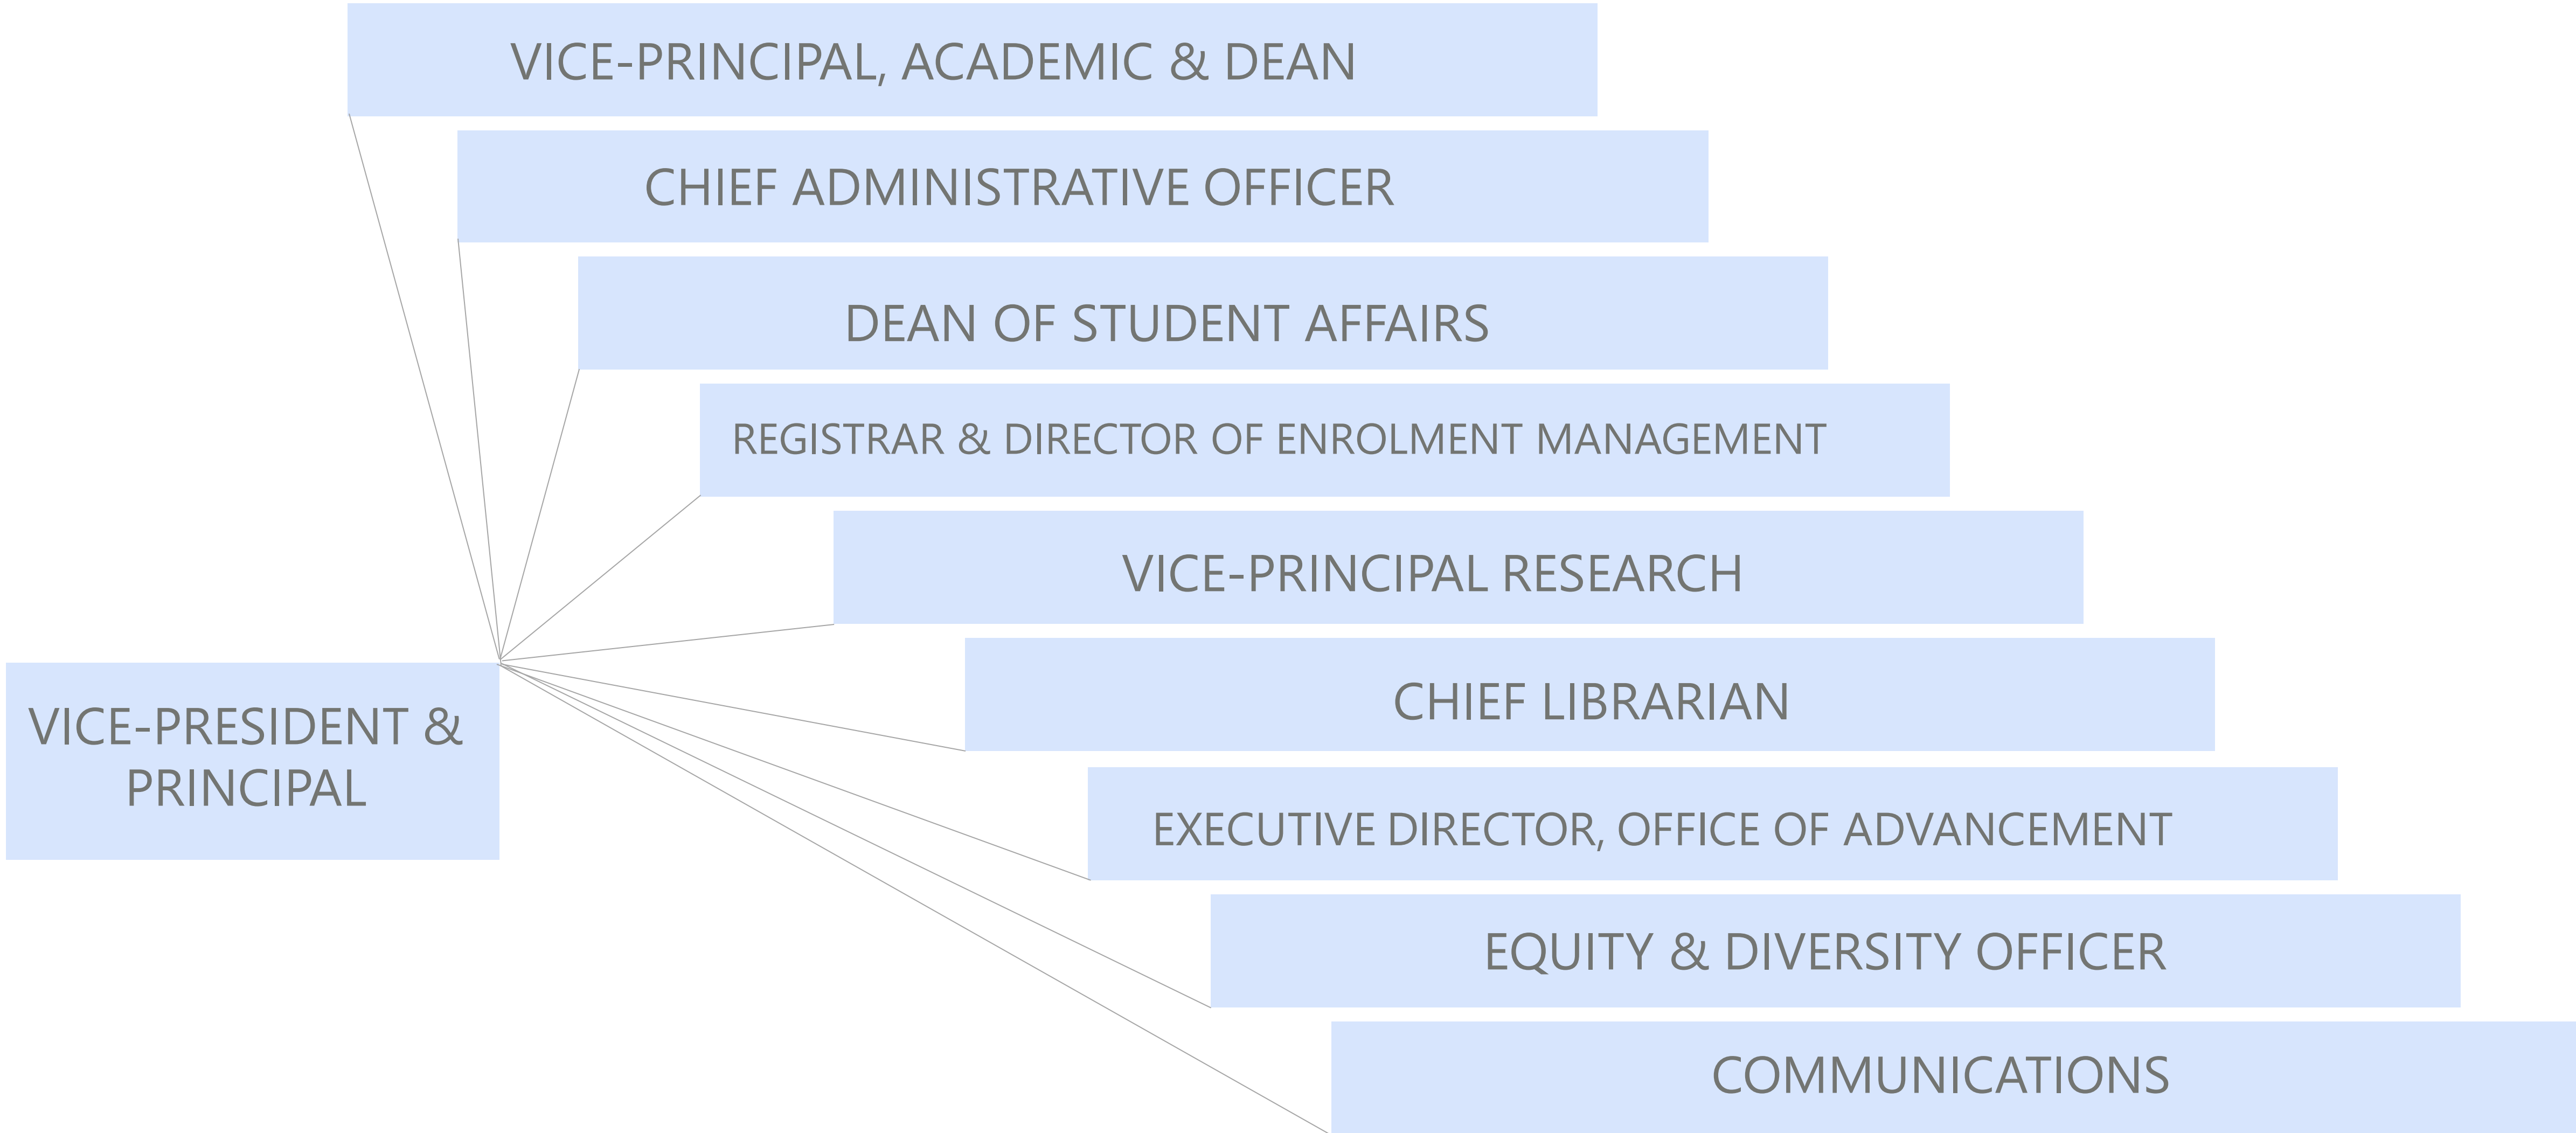 VICE-PRINCIPAL, ACADEMIC & DEAN
CHIEF ADMINISTRATIVE OFFICER
DEAN OF STUDENT AFFAIRS
REGISTRAR & DIRECTOR OF ENROLMENT MANAGEMENT
VICE-PRINCIPAL RESEARCH
CHIEF LIBRARIAN
VICE-PRESIDENT &
PRINCIPAL
EXECUTIVE DIRECTOR, OFFICE OF ADVANCEMENT
EQUITY & DIVERSITY OFFICER
COMMUNICATIONS